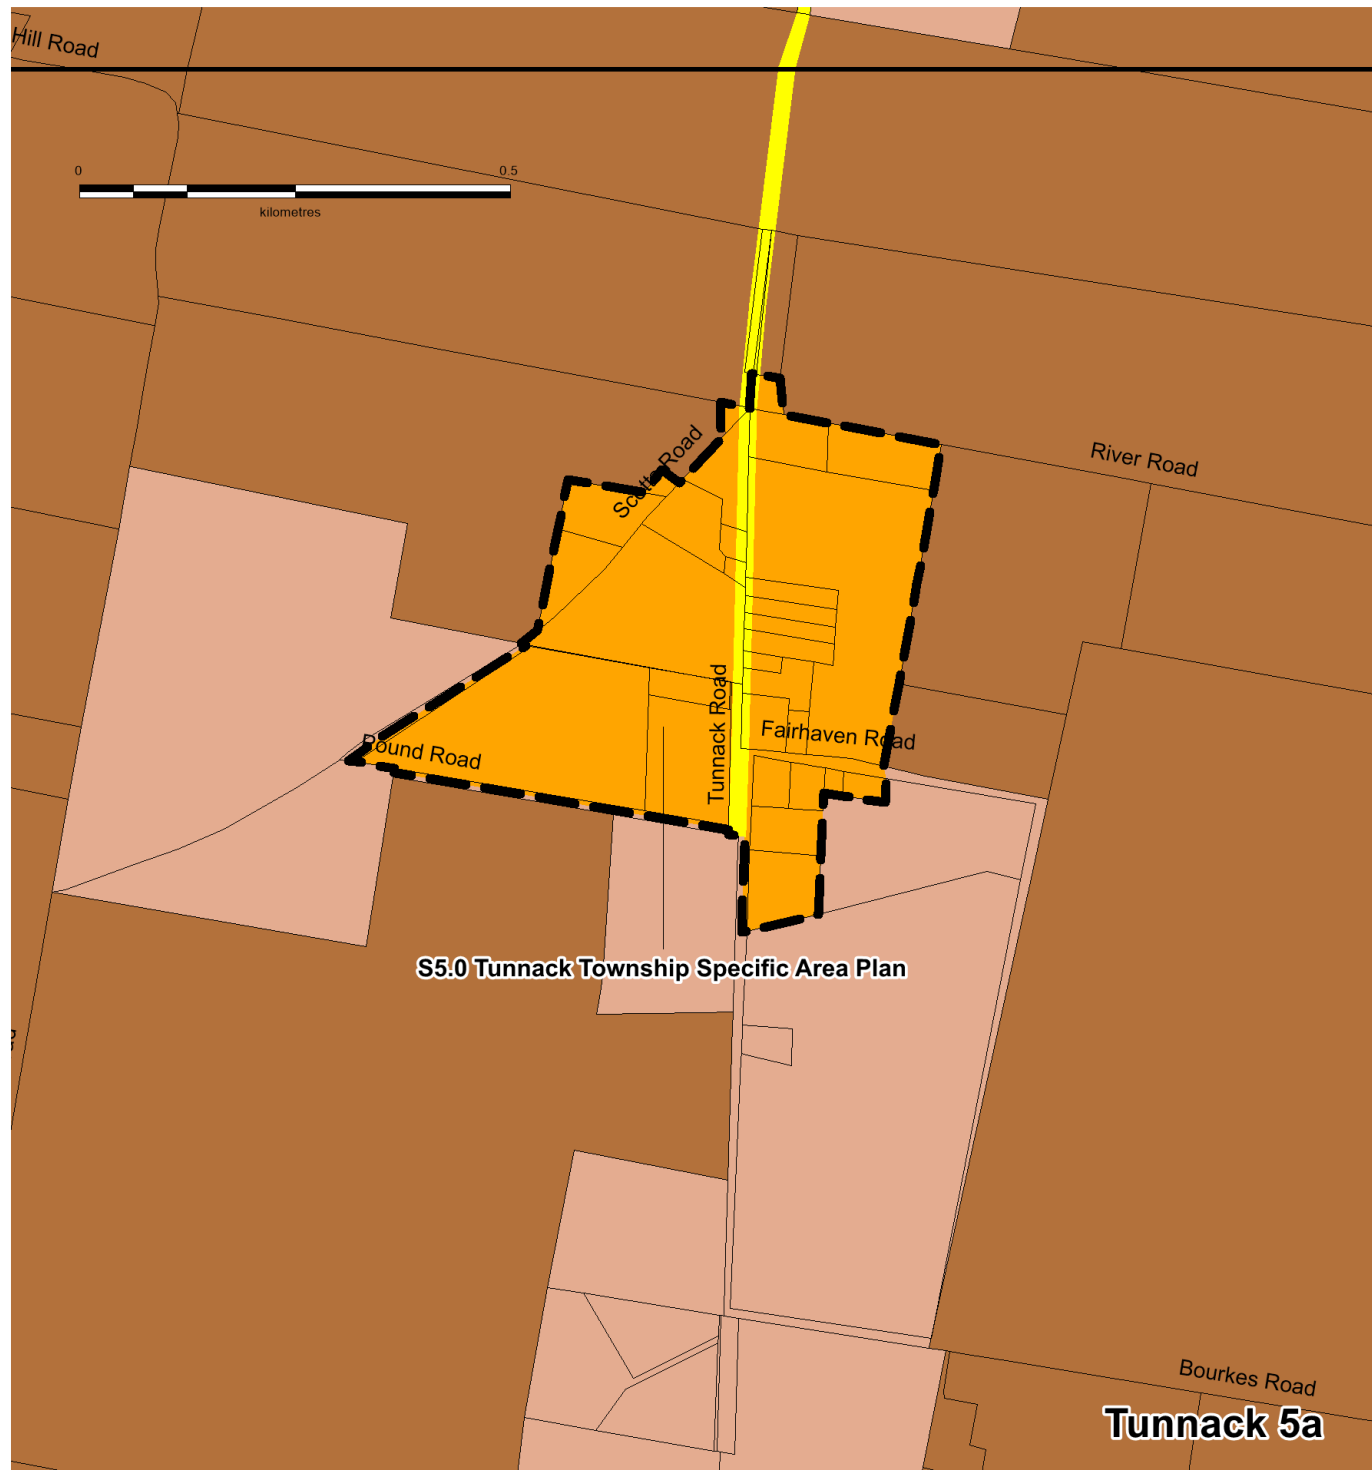 Hill Road
0
0.5
kilometres
River Road
Scotts Road
Tunnack Road
Fairhaven Road
Pound Road
S5.0 Tunnack Township Specific Area Plan
Bourkes Road
Tunnack 5a